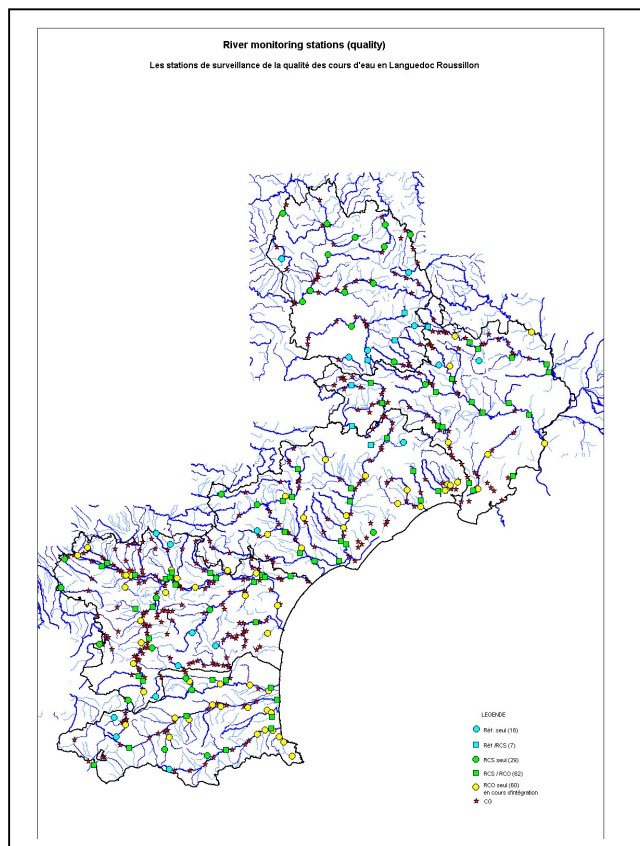 River monitoring stations (quality)
Les stations de surveillance de la qualité des cours d'eau en Languedoc Roussillon
LEGENDE
Réf. seul (18)
Réf /RCS (7)
RCS seul (29)
RCS / RCO (62)
RCO seul (60)
en cours d'intégration
CG